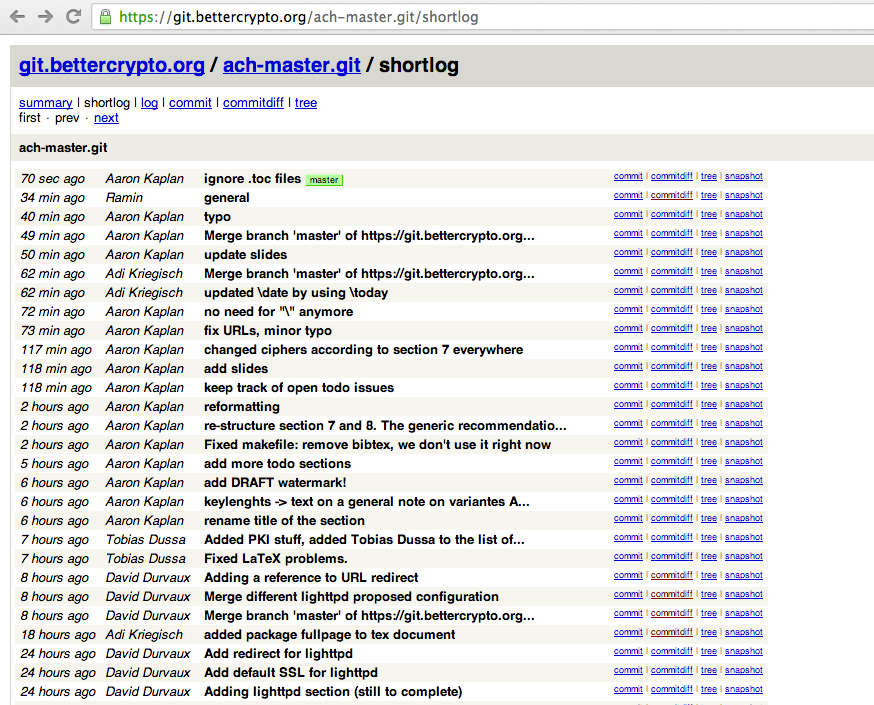 https://git.bettercrypto.org/ach-master.git/shortlog
git.bettercrypto.org / ach-master.git / shortlog
summary | shortlog | log | commit | commitdiff | tree
first · prev · next
ach-master.git
70 sec ago Aaron Kaplan ignore .toc files master commit | commitdiff | tree | snapshot
34 min ago Ramin general commit | commitdiff | tree | snapshot
40 min ago Aaron Kaplan typo commit | commitdiff | tree | snapshot
49 min ago Aaron Kaplan Merge branch 'master' of https://git.bettercrypto.org... commit | commitdiff | tree | snapshot
50 min ago Aaron Kaplan update slides commit | commitdiff | tree | snapshot
62 min ago Adi Kriegisch Merge branch 'master' of https://git.bettercrypto.org... commit | commitdiff | tree | snapshot
62 min ago Adi Kriegisch updated \date by using \today commit | commitdiff | tree | snapshot
72 min ago Aaron Kaplan no need for "\" anymore commit | commitdiff | tree | snapshot
73 min ago Aaron Kaplan fix URLs, minor typo commit | commitdiff | tree | snapshot
117 min ago Aaron Kaplan changed ciphers according to section 7 everywhere commit | commitdiff | tree | snapshot
118 min ago Aaron Kaplan add slides commit | commitdiff | tree | snapshot
118 min ago Aaron Kaplan keep track of open todo issues commit | commitdiff | tree | snapshot
2 hours ago Aaron Kaplan reformatting commit | commitdiff | tree | snapshot
2 hours ago Aaron Kaplan re-structure section 7 and 8. The generic recommendatio... commit | commitdiff | tree | snapshot
2 hours ago Aaron Kaplan Fixed makefile: remove bibtex, we don't use it right now commit | commitdiff | tree | snapshot
5 hours ago Aaron Kaplan add more todo sections commit | commitdiff | tree | snapshot
6 hours ago Aaron Kaplan add DRAFT watermark! commit | commitdiff | tree | snapshot
6 hours ago Aaron Kaplan keylenghts -> text on a general note on variantes A... commit | commitdiff | tree | snapshot
6 hours ago Aaron Kaplan rename title of the section commit | commitdiff | tree | snapshot
7 hours ago Tobias Dussa Added PKI stuff, added Tobias Dussa to the list of... commit | commitdiff | tree | snapshot
7 hours ago Tobias Dussa Fixed LaTeX problems. commit | commitdiff | tree | snapshot
8 hours ago David Durvaux Adding a reference to URL redirect commit | commitdiff | tree | snapshot
8 hours ago David Durvaux Merge different lighttpd proposed configuration commit | commitdiff | tree | snapshot
8 hours ago David Durvaux Merge branch 'master' of https://git.bettercrypto.org... commit | commitdiff | tree | snapshot
18 hours ago Adi Kriegisch added package fullpage to tex document commit | commitdiff | tree | snapshot
24 hours ago David Durvaux Add redirect for lighttpd commit | commitdiff | tree | snapshot
24 hours ago David Durvaux Add default SSL for lighttpd commit | commitdiff | tree | snapshot
24 hours ago David Durvaux Adding lighttpd section (still to complete) commit | commitdiff | tree | snapshot